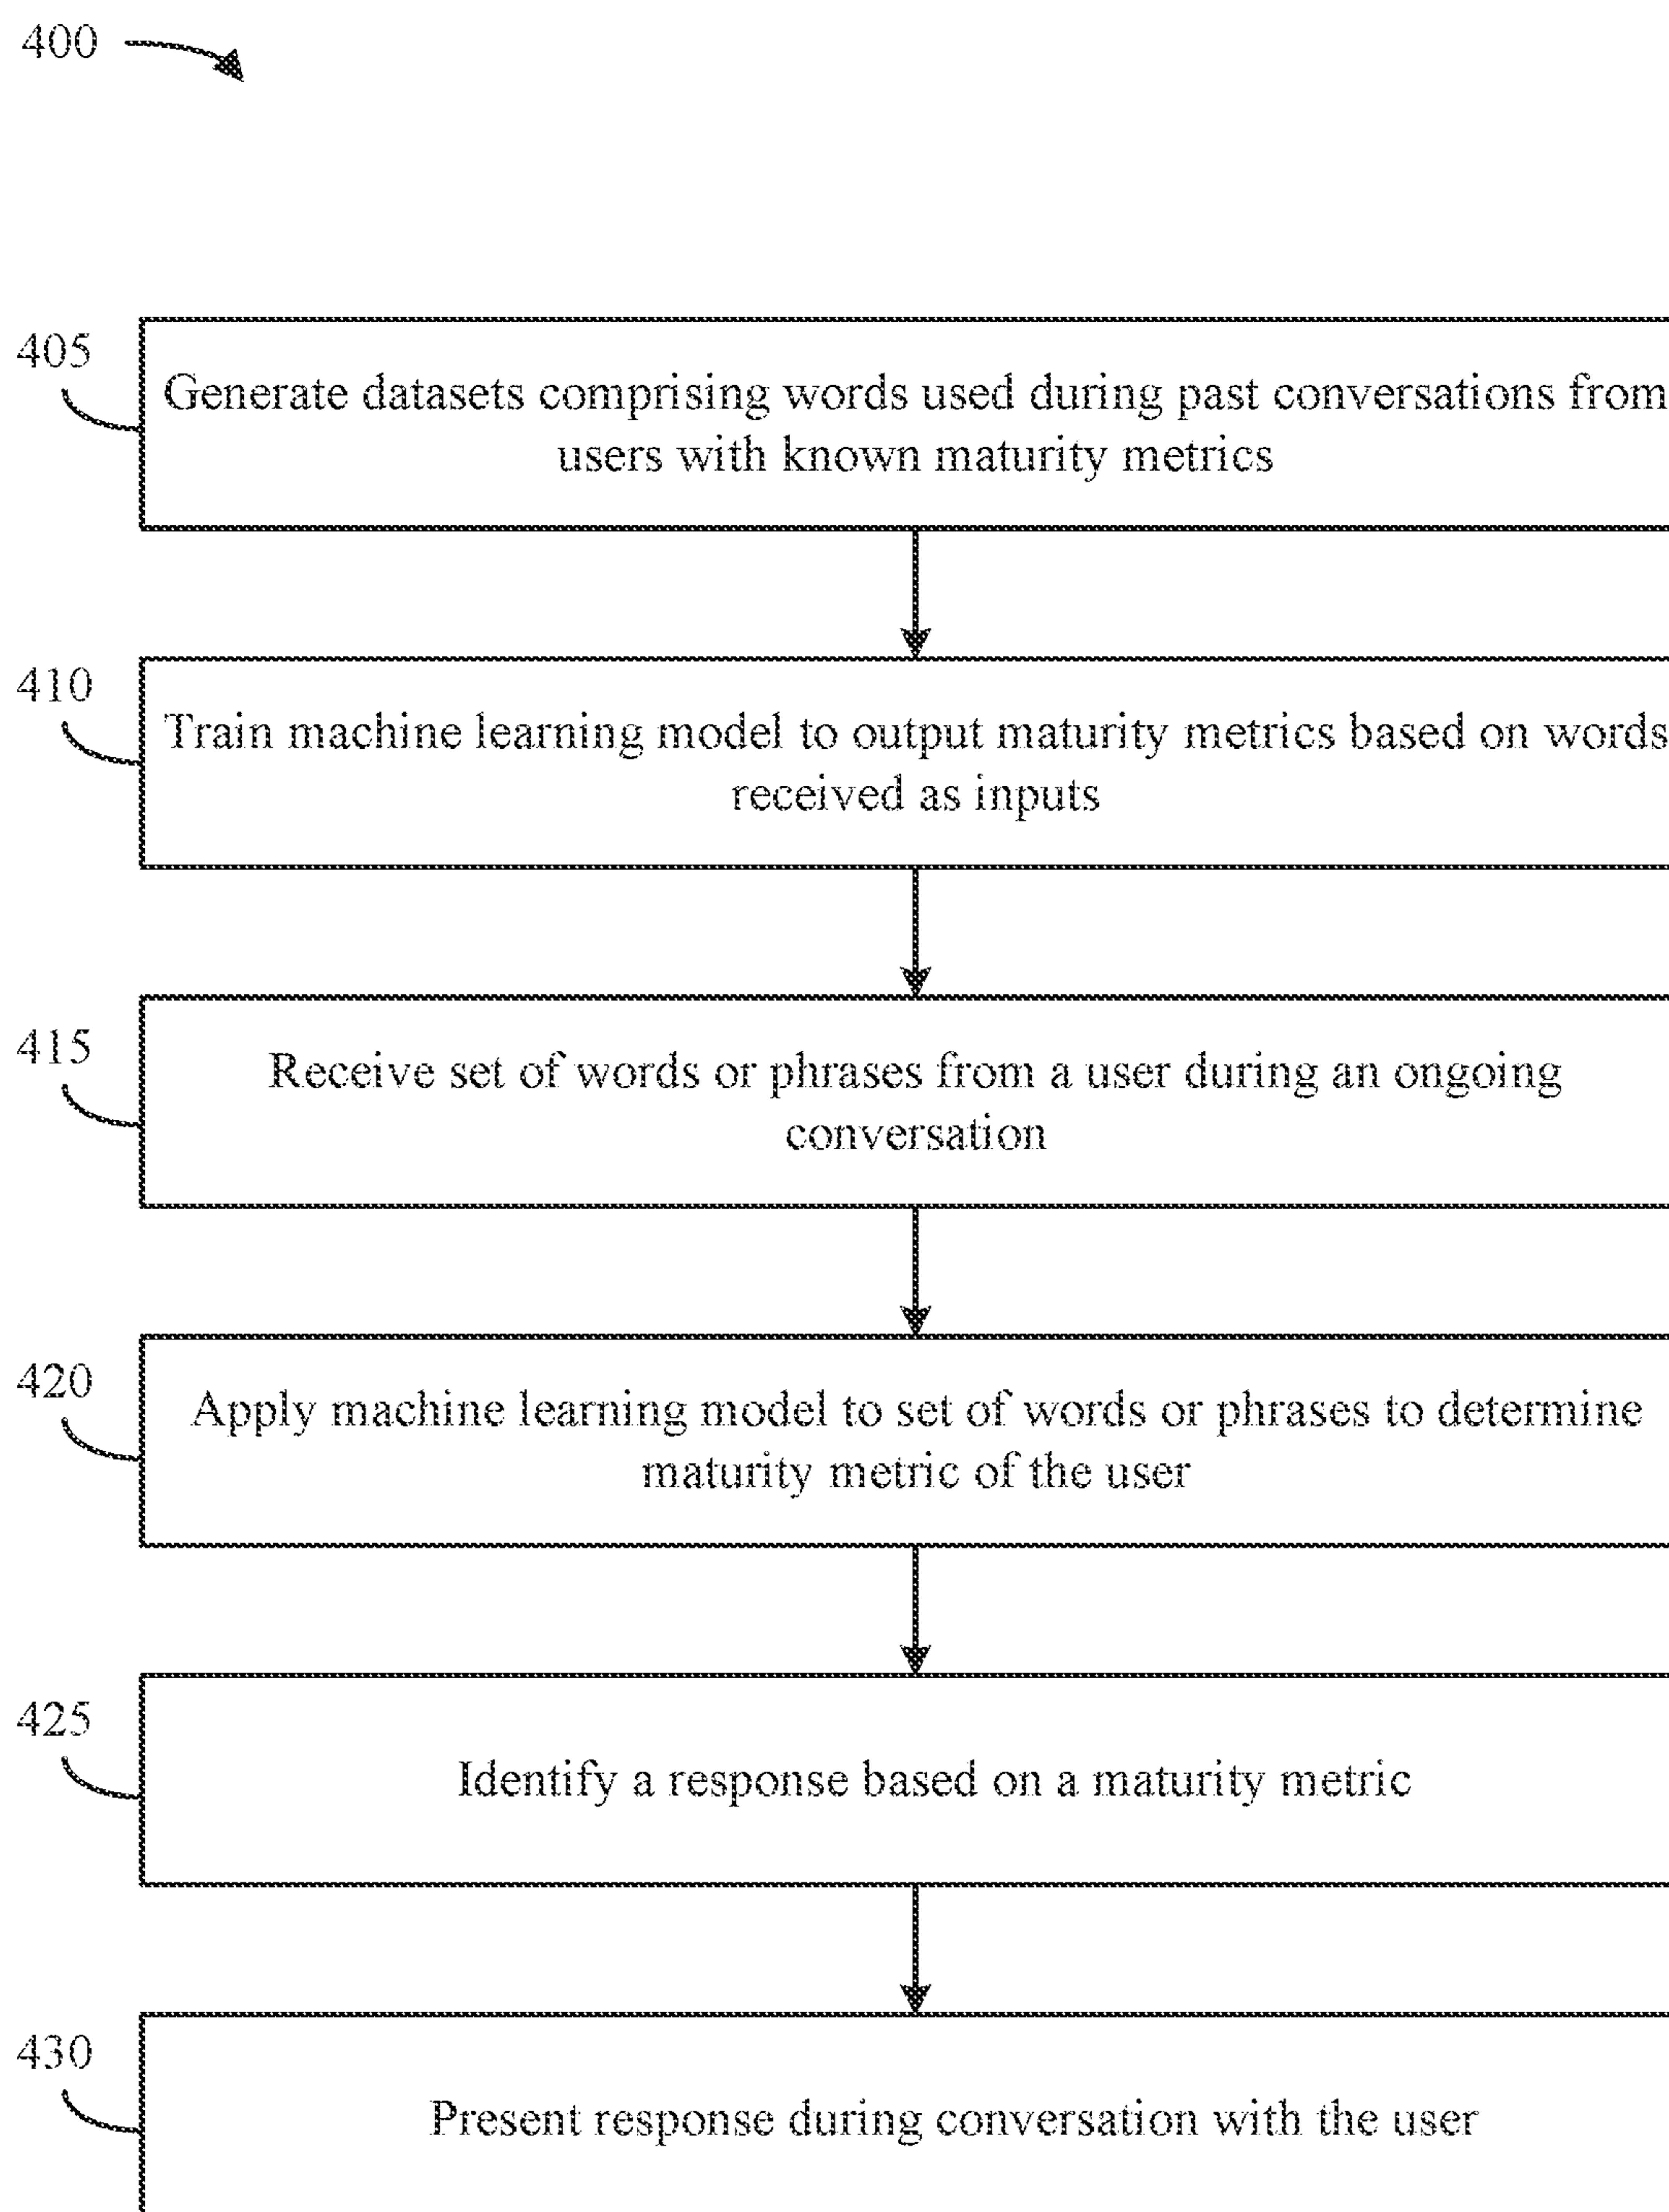 400
405
Generate datasets comprising words used during past conversations from
users with known maturity metrics
410
Train machine learning model to output maturity metrics based on words
received as inputs
415
Receive set of words or phrases from a user during an ongoing
conversation
420
Apply machine learning model to set of words or phrases to determine
maturity metric of the user
425
Identify a response based on a maturity metric
430
Present response during conversation with the user